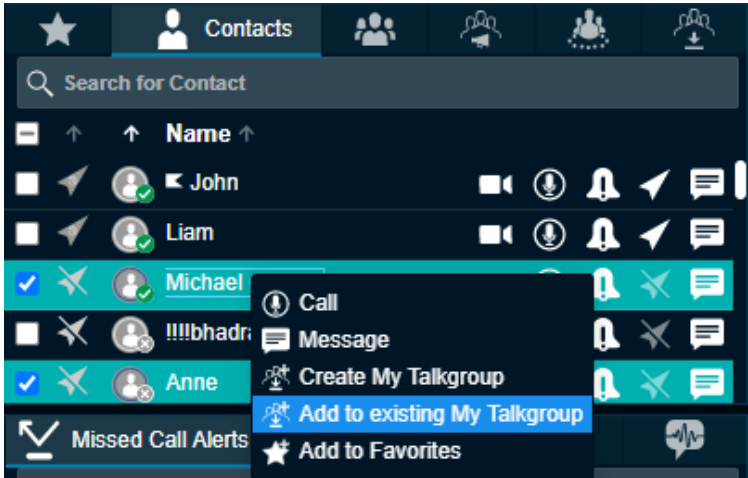 Contacts
Search for Contact
Name
John
Liam
Michael
!!!!bhadra
Anne
Call
Message
Create My Talkgroup
Add to existing My Talkgroup
Add to Favorites
Missed Call Alerts